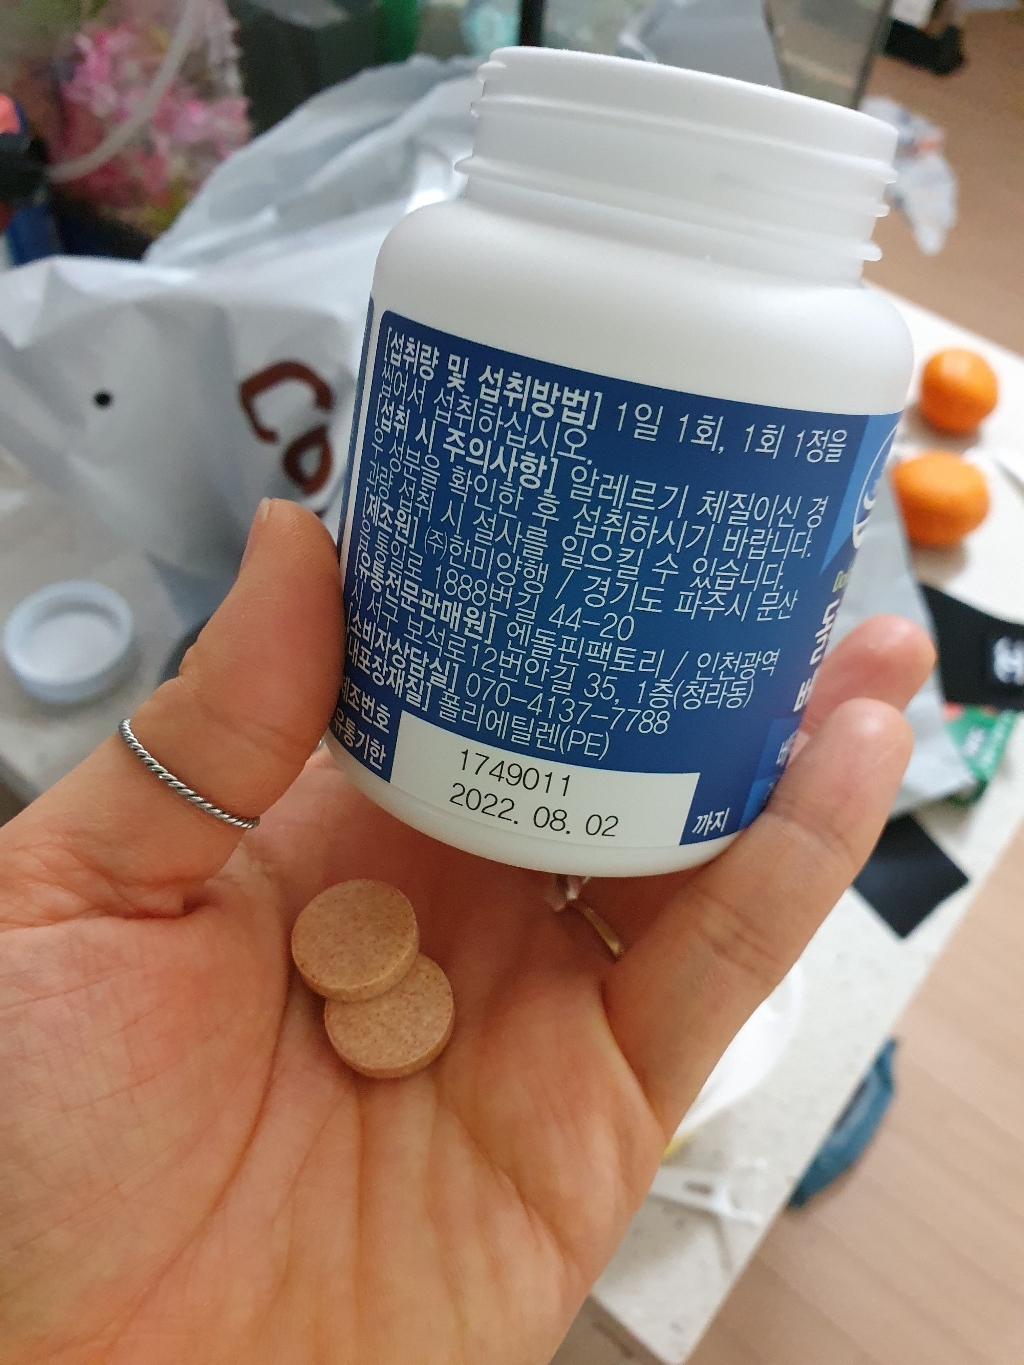 [섭취량 및 섭취방법] 1일 1회, 1회 1정을
씹어서 섭취하십시오.
[섭취 시 주의사항] 알레르기 체질이신 경
우 성분을 확인한 후 섭취하시기 바랍니다.
과량 섭취 시 설사를 일으킬 수 있습니다.
[제조원] (주)한미양행 / 경기도 파주시 문산
1888번길 44-20
[유통전문판매원] 엔돌피팩토리 / 인천광역
시 서구 보석로12번안길 35, 1층(청라동)
[소비자상담실] 070-4137-7788
[내포장재질] 폴리에틸렌(PE)
제조번호 1749011
유통기한 2022. 08. 02 까지